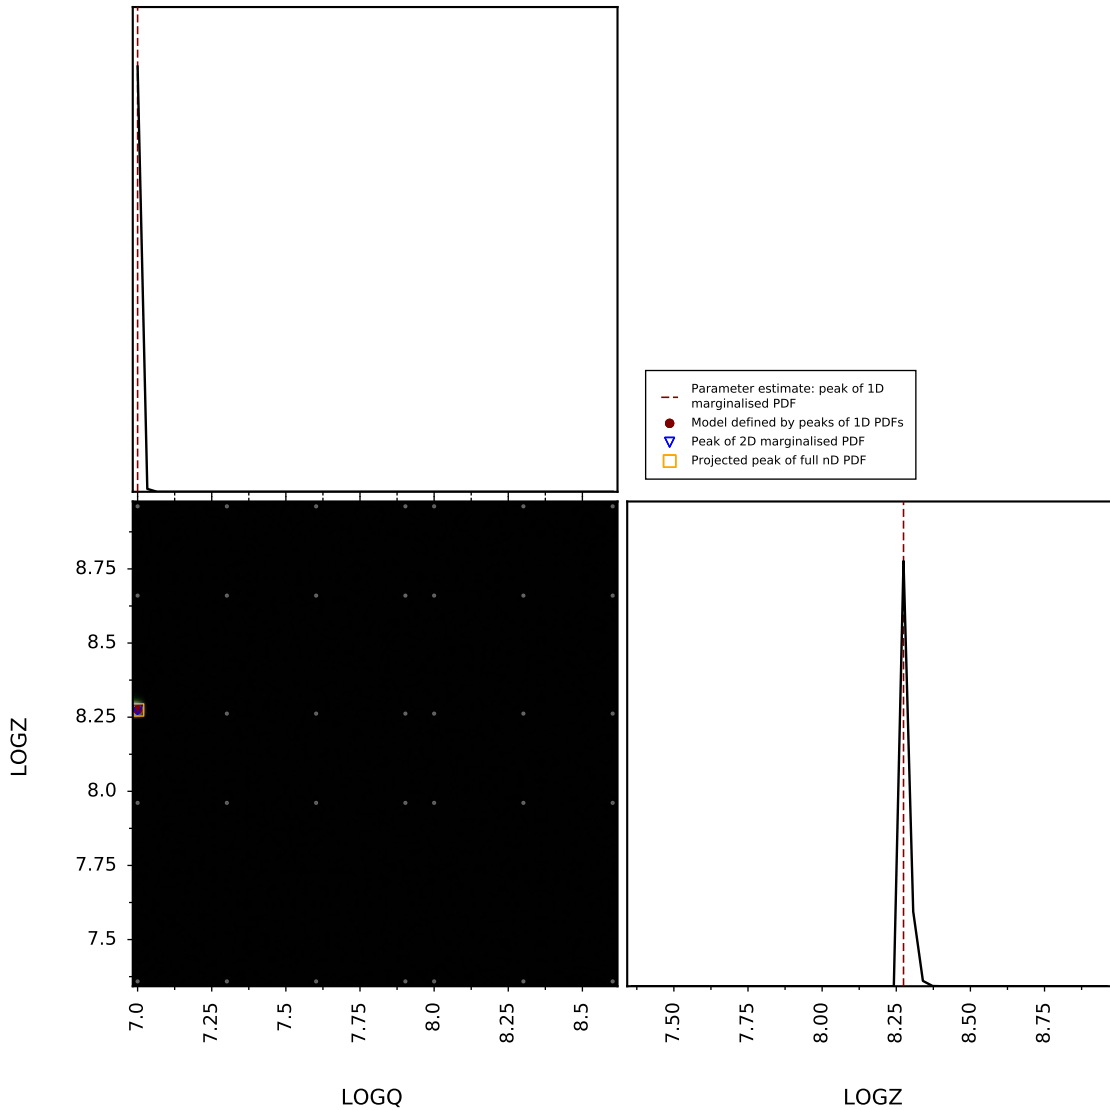 Parameter estimate: peak of 1D
marginalised PDF
Model defined by peaks of 1D PDFs
Peak of 2D marginalised PDF
Projected peak of full nD PDF
LOGZ
8.75
8.5
8.25
8.0
7.75
7.5
7.0
7.25
7.5
7.75
8.0
8.25
8.5
LOGQ
7.50
7.75
8.00
8.25
8.50
8.75
LOGZ